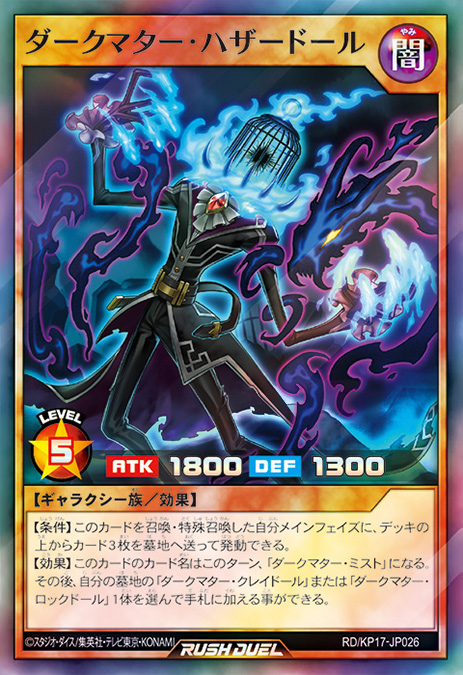 ダークマター・ハザードール
やみ
闇
LEVEL
5
ATK 1800 DEF 1300
【ギャラクシー族／効果】
【条件】このカードを召喚・特殊召喚した自分メインフェイズに、デッキの
上からカード3枚を墓地へ送って発動できる。
【効果】このカードのカード名はこのターン、「ダークマター・ミスト」になる。
その後、自分の墓地の「ダークマター・クレイドール」または「ダークマター・
ロックドール」1体を選んで手札に加える事ができる。
©スタジオ・ダイス/集英社・テレビ東京・KONAMI
RUSH DUEL
RD/KP17-JP026